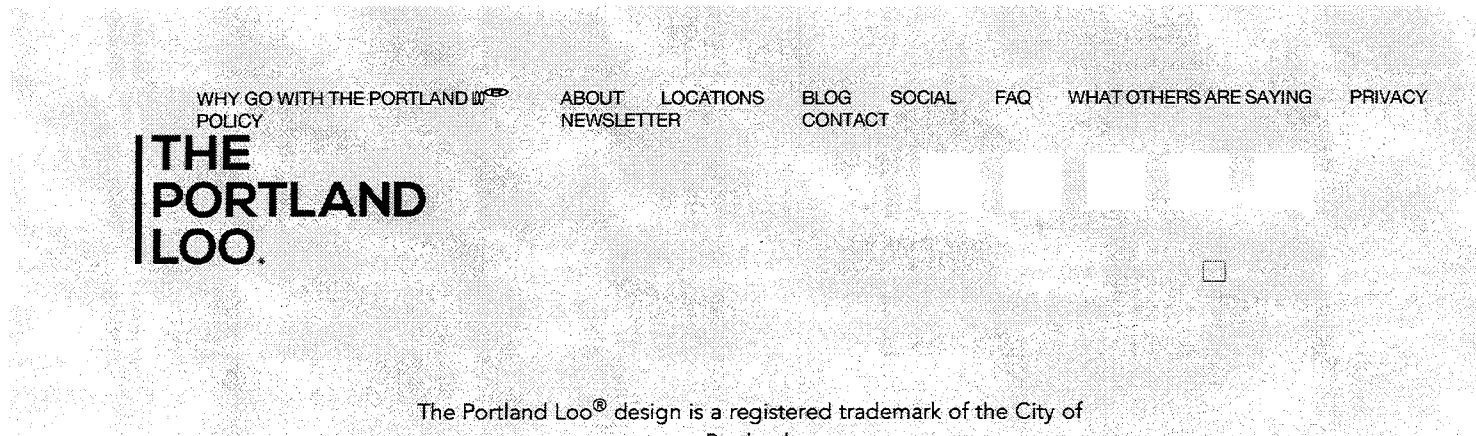 WHY GO WITH THE PORTLAND LOO® ABOUT LOCATIONS BLOG SOCIAL FAQ WHAT OTHERS ARE SAYING PRIVACY
POLICY NEWSLETTER CONTACT
THE
PORTLAND
LOO.
The Portland Loo® design is a registered trademark of the City of